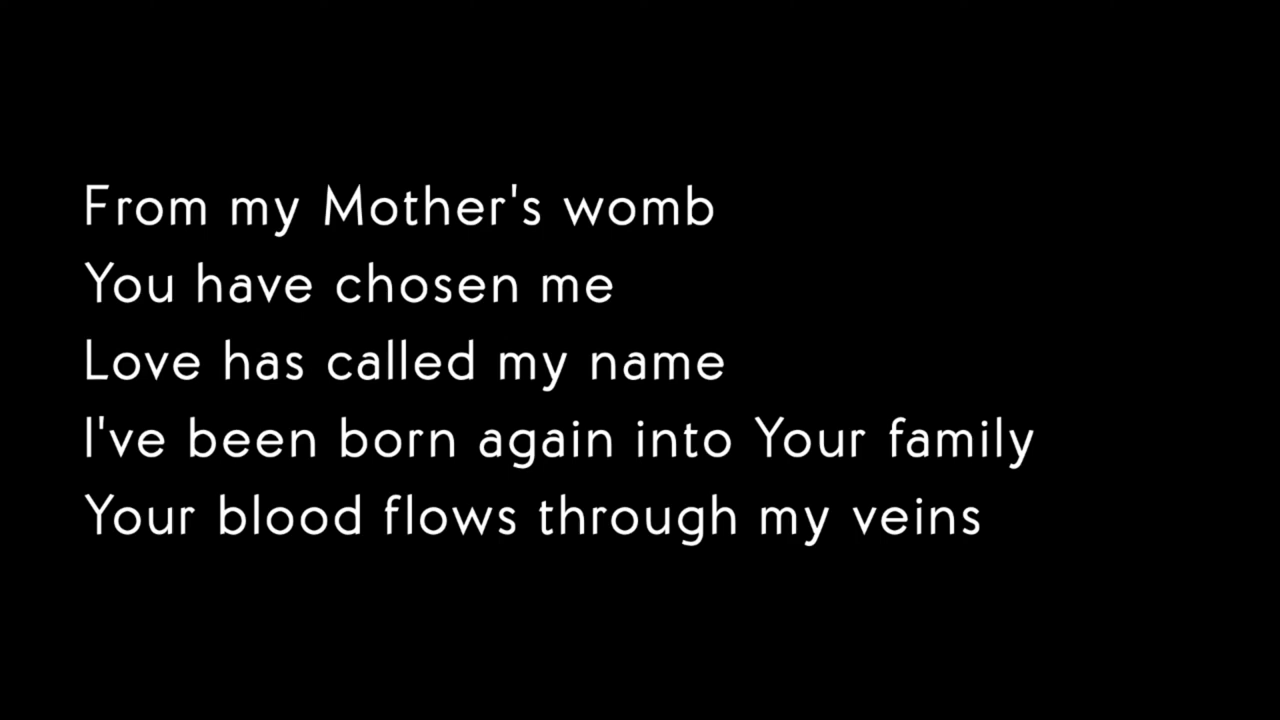 From my Mother's womb
You have chosen me
Love has called my name
I've been born again into Your family
Your blood flows through my veins